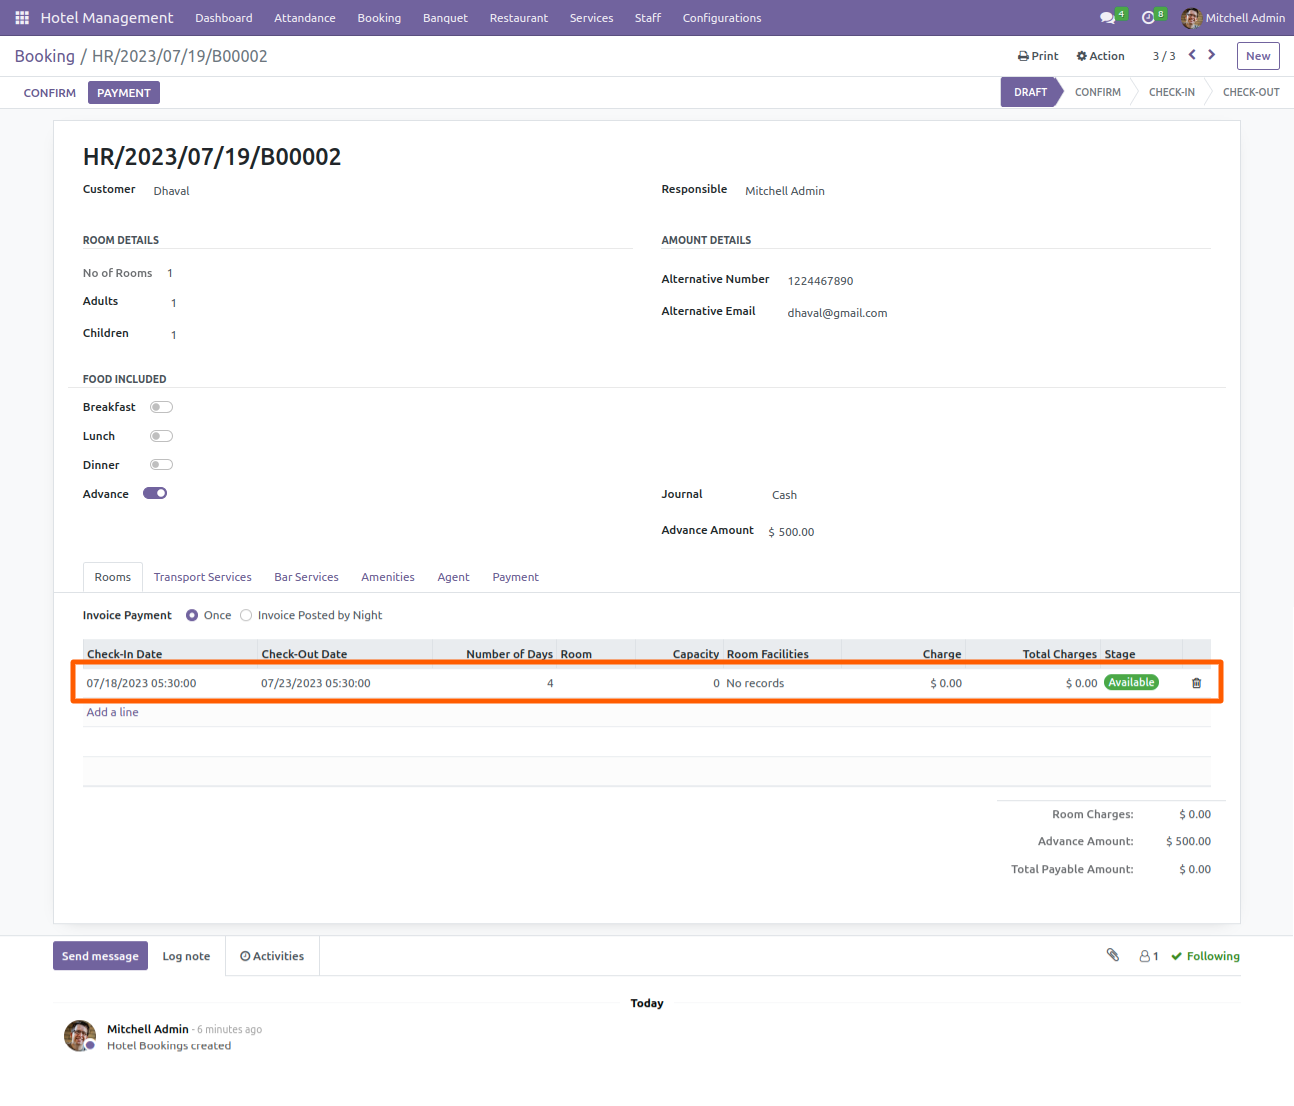 Hotel Management Dashboard Attendance Booking Banquet Restaurant Services Staff Configurations 4 8 Mitchell Admin
Booking / HR/2023/07/19/B00002 Print Action 3 / 3 New
CONFIRM PAYMENT DRAFT CONFIRM CHECK-IN CHECK-OUT
HR/2023/07/19/B00002
Customer Dhaval Responsible Mitchell Admin
ROOM DETAILS AMOUNT DETAILS
No of Rooms 1
Alternative Number 1224467890
Adults 1
Alternative Email dhaval@gmail.com
Children 1
FOOD INCLUDED
Breakfast
Lunch
Dinner
Advance Journal Cash
Advance Amount $ 500.00
Rooms Transport Services Bar Services Amenities Agent Payment
Invoice Payment Once Invoice Posted by Night
Check-In Date Check-Out Date Number of Days Room Capacity Room Facilities Charge Total Charges Stage
07/18/2023 05:30:00 07/23/2023 05:30:00 4 0 No records $ 0.00 $ 0.00 Available
Add a line
Room Charges: $ 0.00
Advance Amount: $ 500.00
Total Payable Amount: $ 0.00
Send message Log note Activities 1 Following
Today
Mitchell Admin - 6 minutes ago
Hotel Bookings created